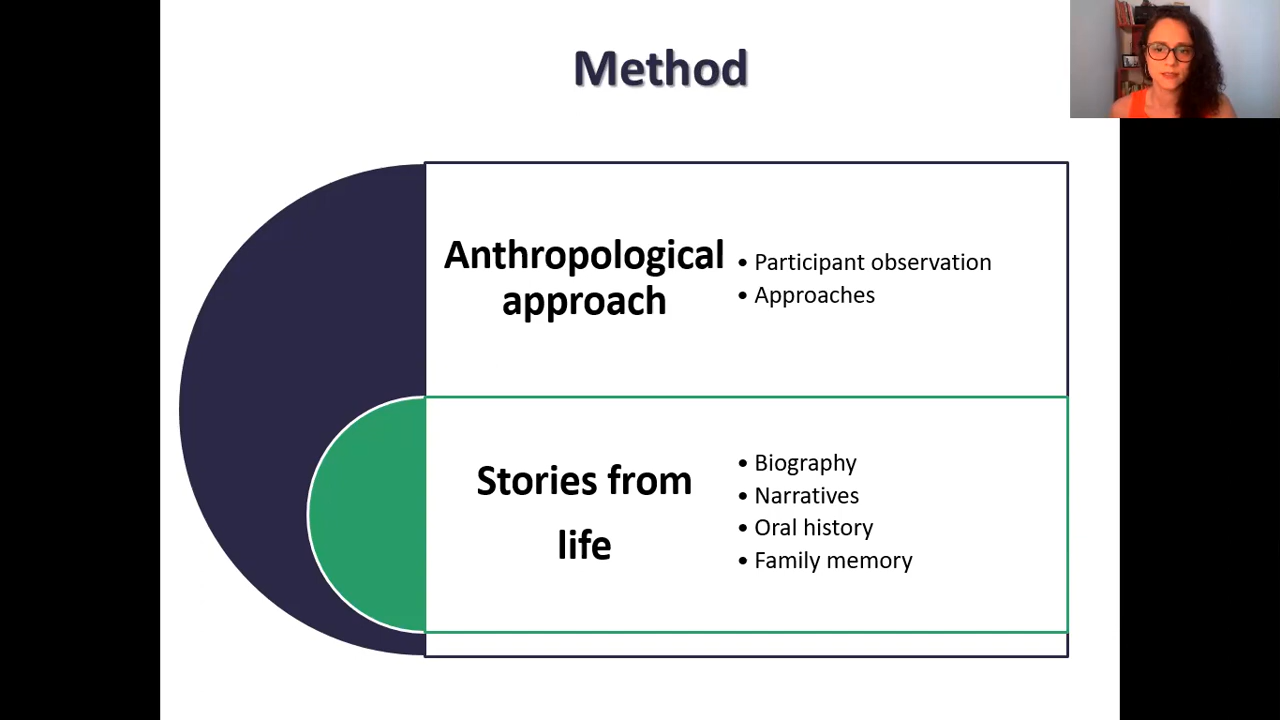 Method
Anthropological
approach
• Participant observation
• Approaches
Stories from
life
• Biography
• Narratives
• Oral history
• Family memory